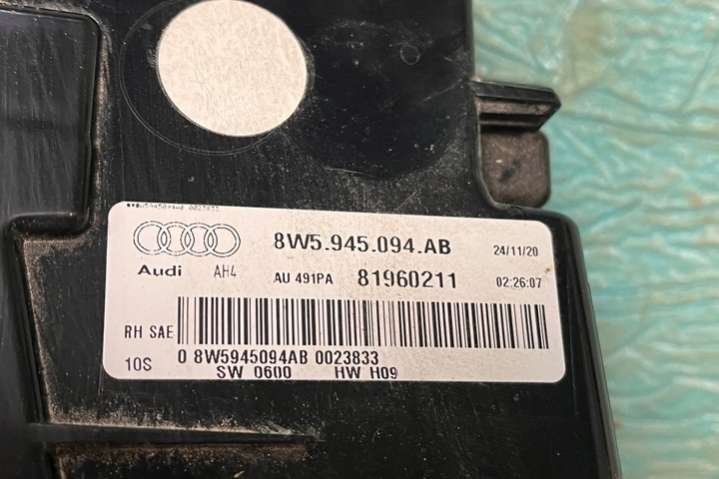 8W5.945.094.AB 24/11/20
Audi AH4 AU 491PA 81960211 02:26:07
RH SAE
10S 0 8W5945094AB 0023833
SW 0600 HW H09